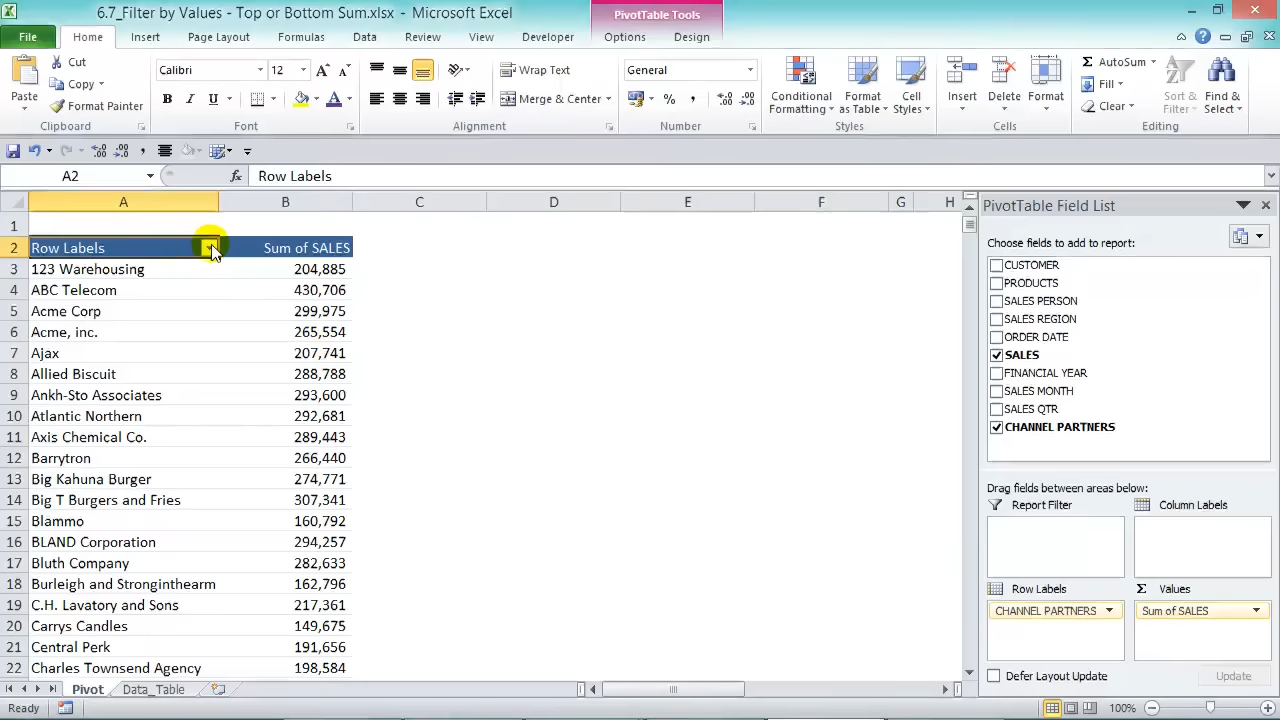 6.7_Filter by Values - Top or Bottom Sum.xlsx - Microsoft Excel
PivotTable Tools
File Home Insert Page Layout Formulas Data Review View Developer Options Design
Paste
Cut
Copy
Format Painter
Clipboard
Calibri 12
B I U A
Font
Wrap Text
Merge & Center
Alignment
General
%
Number
Conditional Formatting
Format as Table
Cell Styles
Styles
Insert Delete Format
Cells
Σ AutoSum
Fill
Clear
Sort & Filter
Find & Select
Editing
A2 fx Row Labels
A B C D E F G H
1
2 Row Labels Sum of SALES
3 123 Warehousing 204,885
4 ABC Telecom 430,706
5 Acme Corp 299,975
6 Acme, inc. 265,554
7 Ajax 207,741
8 Allied Biscuit 288,788
9 Ankh-Sto Associates 293,600
10 Atlantic Northern 292,681
11 Axis Chemical Co. 289,443
12 Barrytron 266,440
13 Big Kahuna Burger 274,771
14 Big T Burgers and Fries 307,341
15 Blammo 160,792
16 BLAND Corporation 294,257
17 Bluth Company 282,633
18 Burleigh and Stronginthearm 162,796
19 C.H. Lavatory and Sons 217,361
20 Carrys Candles 149,675
21 Central Perk 191,656
22 Charles Townsend Agency 198,584
PivotTable Field List
Choose fields to add to report:
CUSTOMER
PRODUCTS
SALES PERSON
SALES REGION
ORDER DATE
SALES
FINANCIAL YEAR
SALES MONTH
SALES QTR
CHANNEL PARTNERS
Drag fields between areas below:
Report Filter Column Labels
Row Labels Σ Values
CHANNEL PARTNERS Sum of SALES
Defer Layout Update Update
Pivot Data_Table
Ready 100%